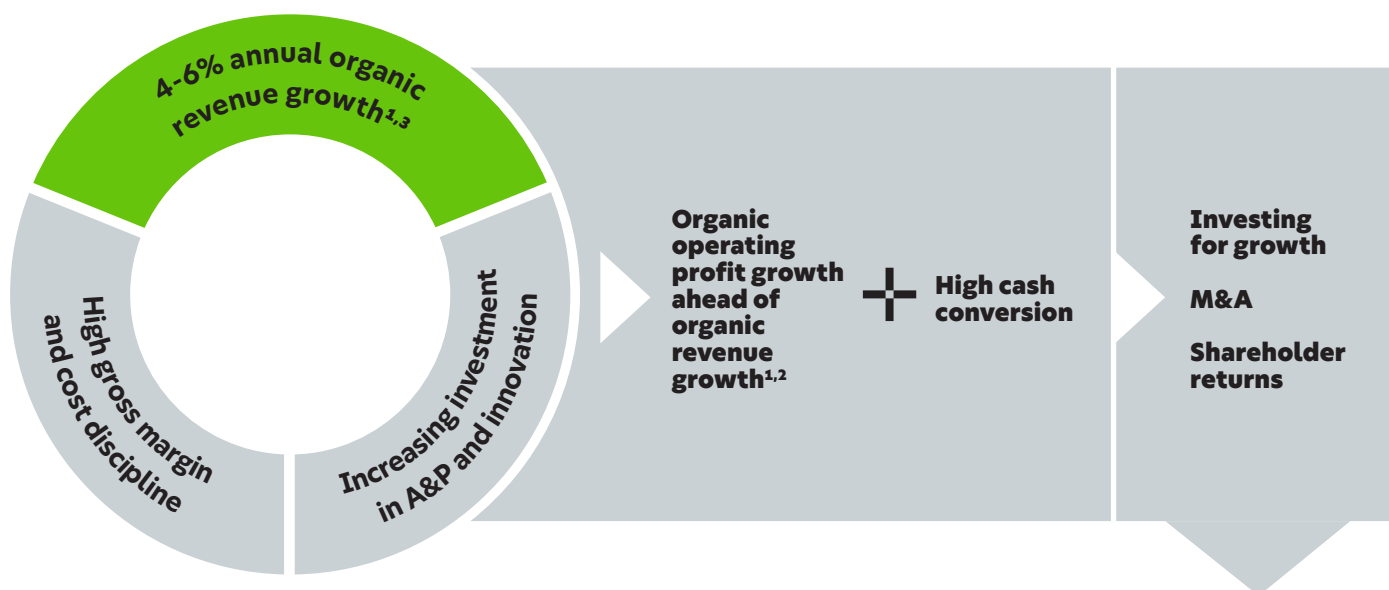 4-6% annual organic
revenue growth¹,³
High gross margin
and cost discipline
Increasing investment
in A&P and innovation
Organic
operating
profit growth
ahead of
organic
revenue
growth¹,²
High cash
conversion
Investing
for growth
M&A
Shareholder
returns